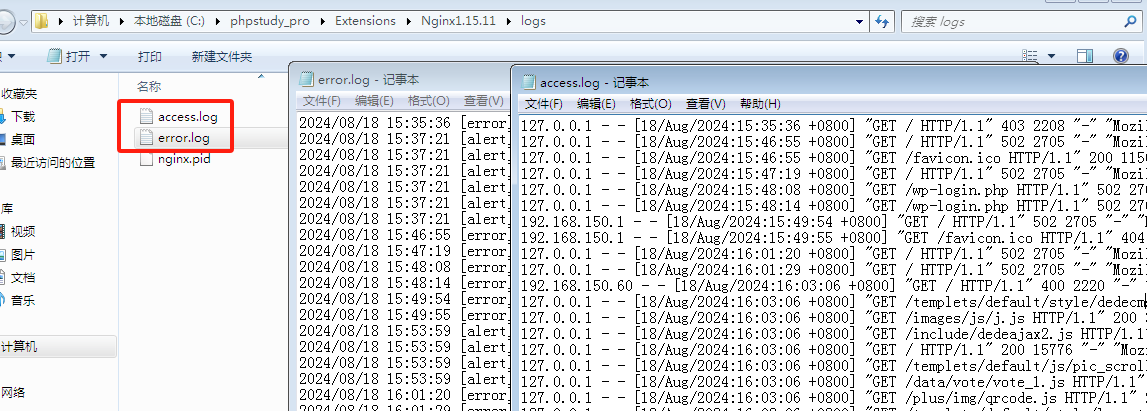 计算机 ▸ 本地磁盘 (C:) ▸ phpstudy_pro ▸ Extensions ▸ Nginx1.15.11 ▸ logs
搜索 logs
打开 打印 新建文件夹
名称
收藏夹
下载
桌面
最近访问的位置
库
视频
图片
文档
音乐
计算机
网络
access.log
error.log
nginx.pid
error.log - 记事本
文件(F) 编辑(E) 格式(O) 查看(V)
2024/08/18 15:35:36 [error
2024/08/18 15:37:21 [alert
2024/08/18 15:37:21 [alert
2024/08/18 15:37:21 [alert
2024/08/18 15:37:21 [alert
2024/08/18 15:37:21 [alert
2024/08/18 15:37:21 [alert
2024/08/18 15:46:55 [error
2024/08/18 15:47:19 [error
2024/08/18 15:48:08 [error
2024/08/18 15:48:14 [error
2024/08/18 15:49:54 [error
2024/08/18 15:49:55 [error
2024/08/18 15:53:59 [alert
2024/08/18 15:53:59 [alert
2024/08/18 15:53:59 [alert
2024/08/18 15:53:59 [alert
2024/08/18 16:01:20 [error
access.log - 记事本
文件(F) 编辑(E) 格式(O) 查看(V) 帮助(H)
127.0.0.1 - - [18/Aug/2024:15:35:36 +0800] "GET / HTTP/1.1" 403 2208 "-" "Mozil
127.0.0.1 - - [18/Aug/2024:15:46:55 +0800] "GET / HTTP/1.1" 502 2705 "-" "Mozil
127.0.0.1 - - [18/Aug/2024:15:46:55 +0800] "GET /favicon.ico HTTP/1.1" 200 1150
127.0.0.1 - - [18/Aug/2024:15:47:19 +0800] "GET / HTTP/1.1" 502 2705 "-" "Mozil
127.0.0.1 - - [18/Aug/2024:15:48:08 +0800] "GET /wp-login.php HTTP/1.1" 502 27
127.0.0.1 - - [18/Aug/2024:15:48:14 +0800] "GET /wp-login.php HTTP/1.1" 502 27
192.168.150.1 - - [18/Aug/2024:15:49:54 +0800] "GET / HTTP/1.1" 502 2705 "-" "
192.168.150.1 - - [18/Aug/2024:15:49:55 +0800] "GET /favicon.ico HTTP/1.1" 404
127.0.0.1 - - [18/Aug/2024:16:01:20 +0800] "GET / HTTP/1.1" 502 2705 "-" "Mozil
127.0.0.1 - - [18/Aug/2024:16:01:29 +0800] "GET / HTTP/1.1" 502 2705 "-" "Mozil
192.168.150.60 - - [18/Aug/2024:16:03:06 +0800] "GET / HTTP/1.1" 400 2220 "-"
127.0.0.1 - - [18/Aug/2024:16:03:06 +0800] "GET /templets/default/style/dedecm
127.0.0.1 - - [18/Aug/2024:16:03:06 +0800] "GET /images/js/j.js HTTP/1.1" 200
127.0.0.1 - - [18/Aug/2024:16:03:06 +0800] "GET /include/dedeajax2.js HTTP/1.1
127.0.0.1 - - [18/Aug/2024:16:03:06 +0800] "GET / HTTP/1.1" 200 15776 "-" "Mozi
127.0.0.1 - - [18/Aug/2024:16:03:06 +0800] "GET /templets/default/js/pic_scrol
127.0.0.1 - - [18/Aug/2024:16:03:06 +0800] "GET /data/vote/vote_1.js HTTP/1.1"
127.0.0.1 - - [18/Aug/2024:16:03:06 +0800] "GET /plus/img/qrcode.js HTTP/1.1"